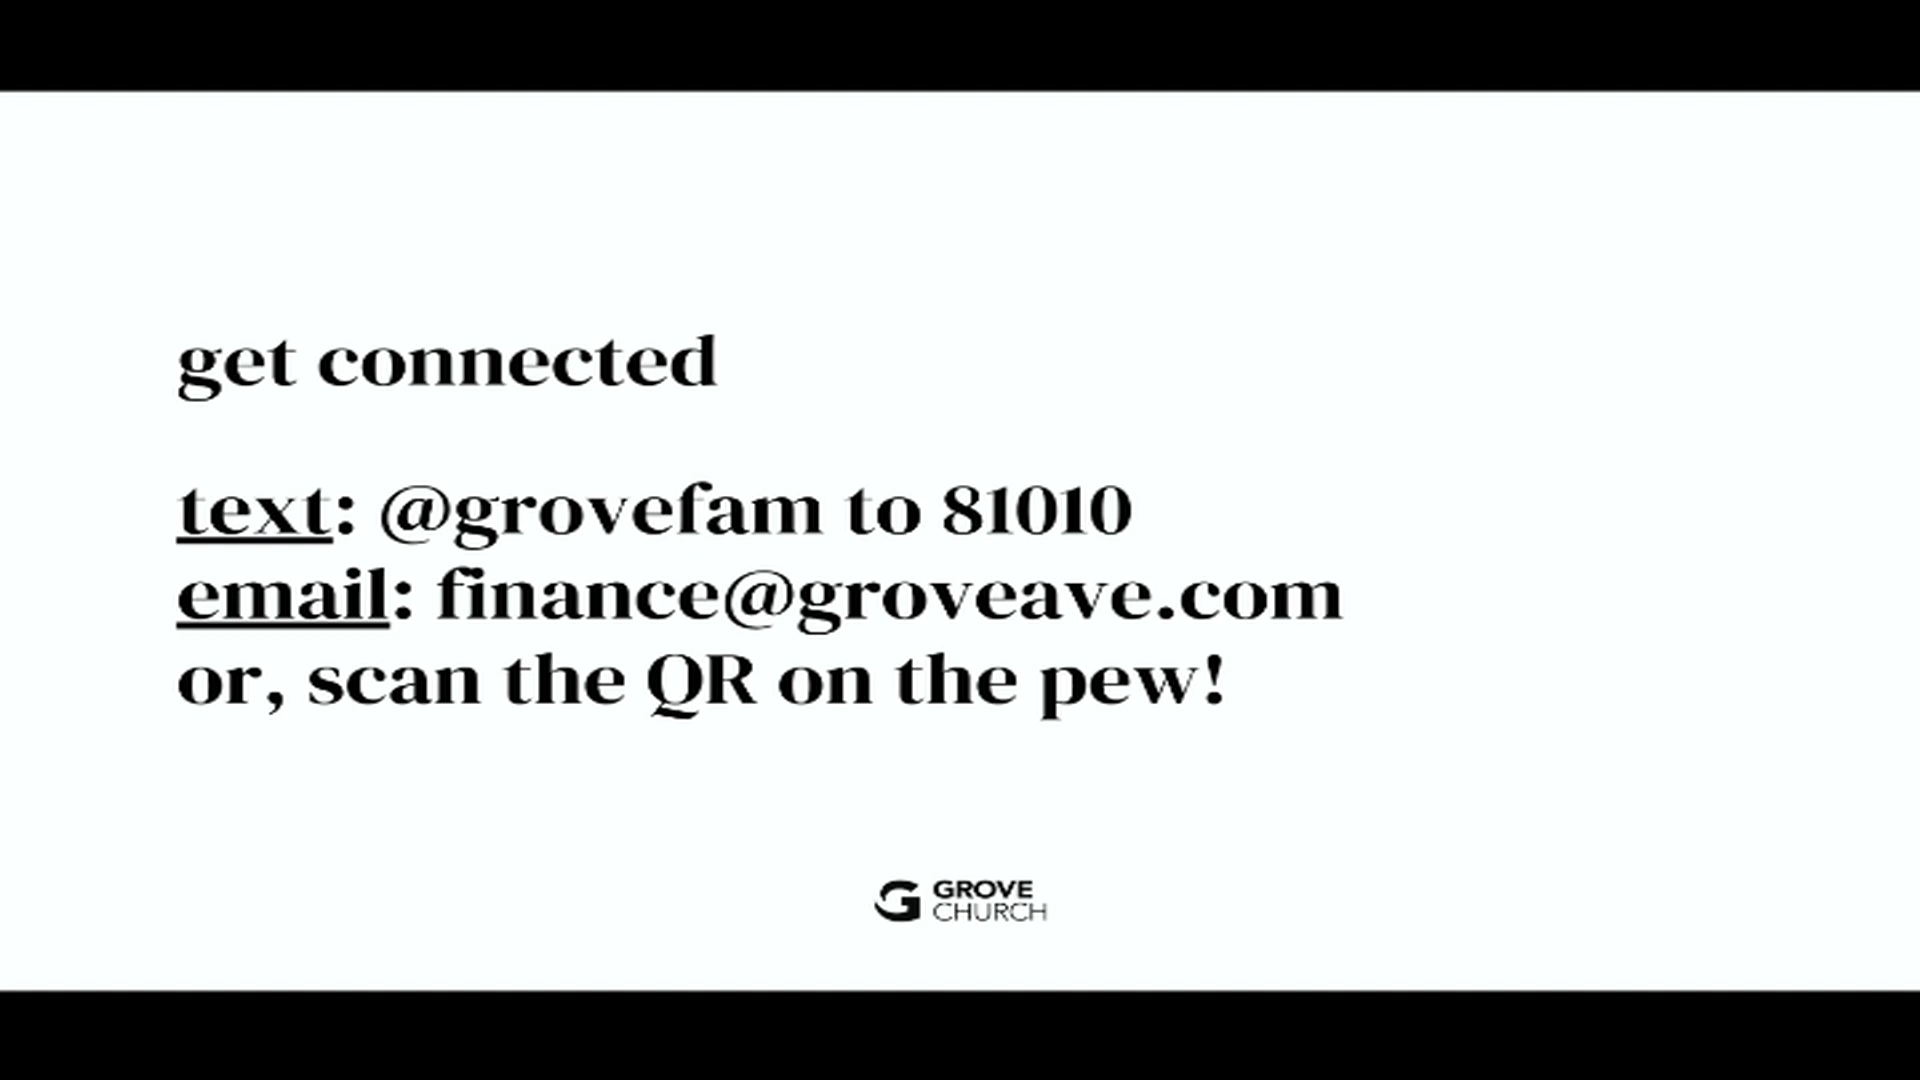 get connected
text: @grovefam to 81010
email: finance@groveave.com
or, scan the QR on the pew!
GROVE
CHURCH